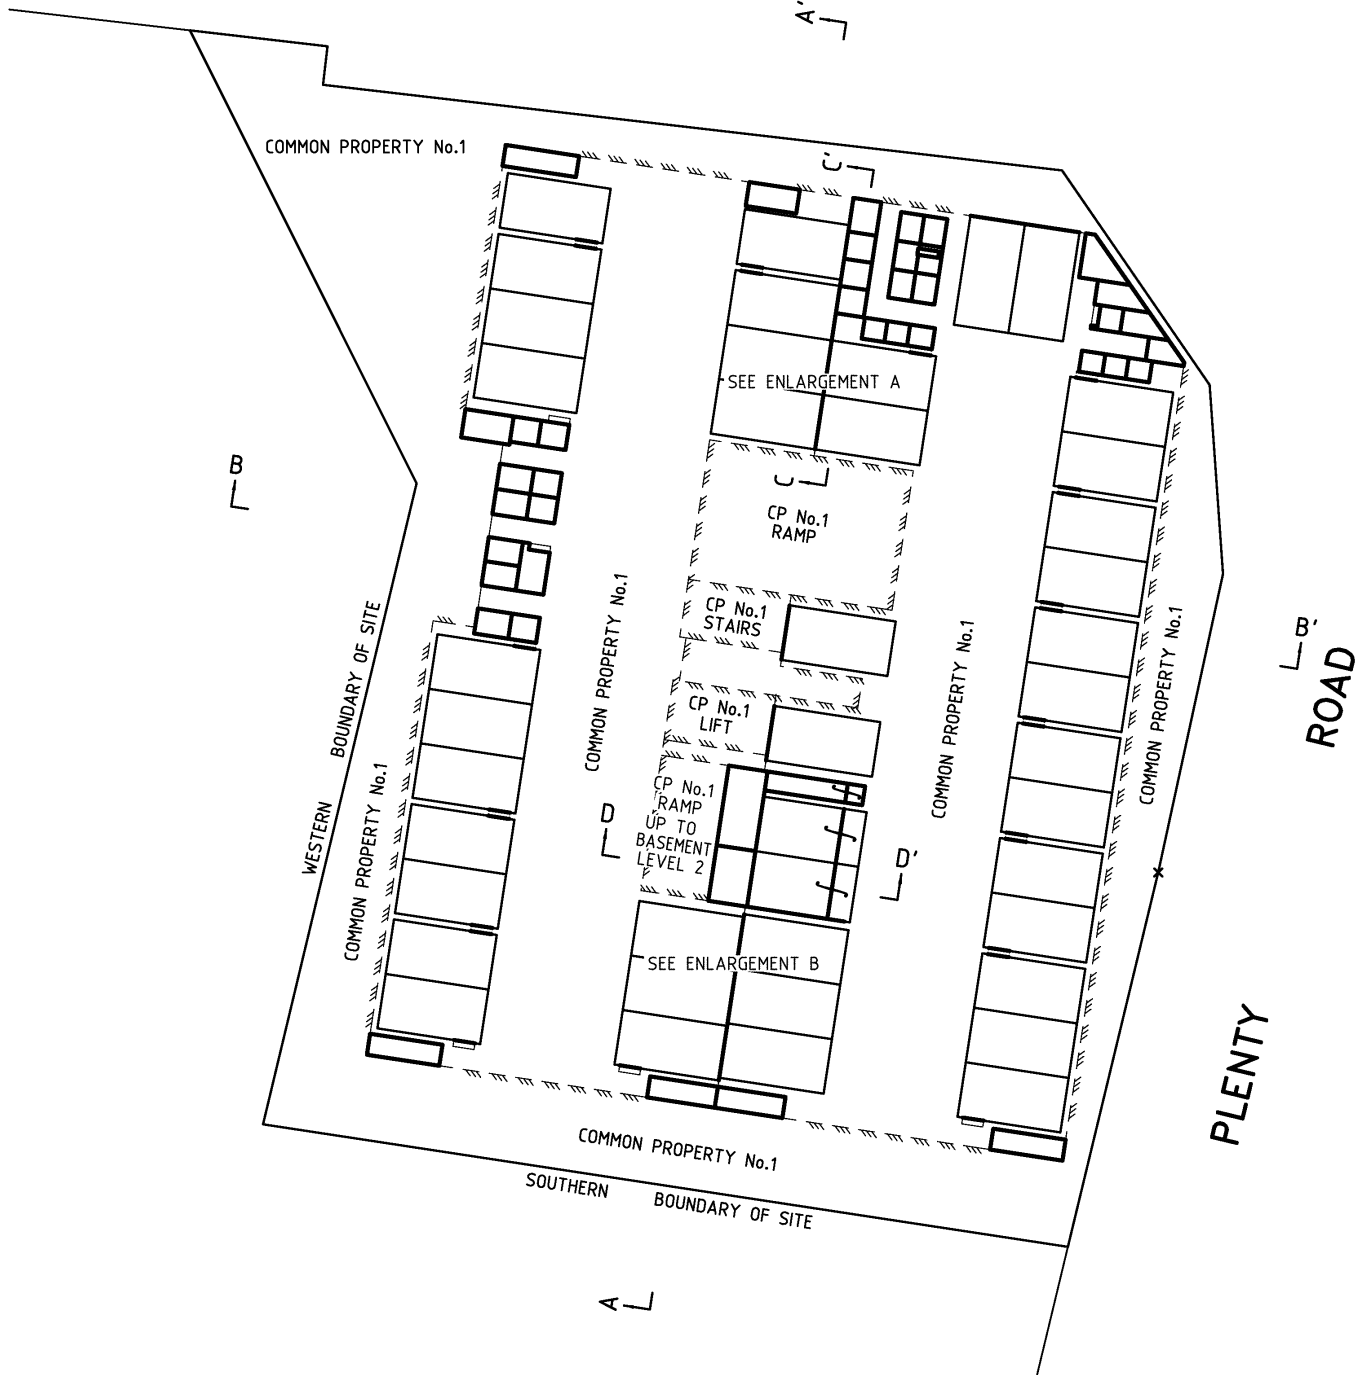 A'
COMMON PROPERTY No.1
C'
SEE ENLARGEMENT A
B
C
CP No.1
RAMP
BOUNDARY OF SITE
WESTERN
COMMON PROPERTY No.1
COMMON PROPERTY No.1
CP No.1
STAIRS
CP No.1
LIFT
COMMON PROPERTY No.1
COMMON PROPERTY No.1
B'
ROAD
CP No.1
RAMP
UP TO
BASEMENT
LEVEL 2
D
D'
SEE ENLARGEMENT B
PLENTY
COMMON PROPERTY No.1
SOUTHERN BOUNDARY OF SITE
A